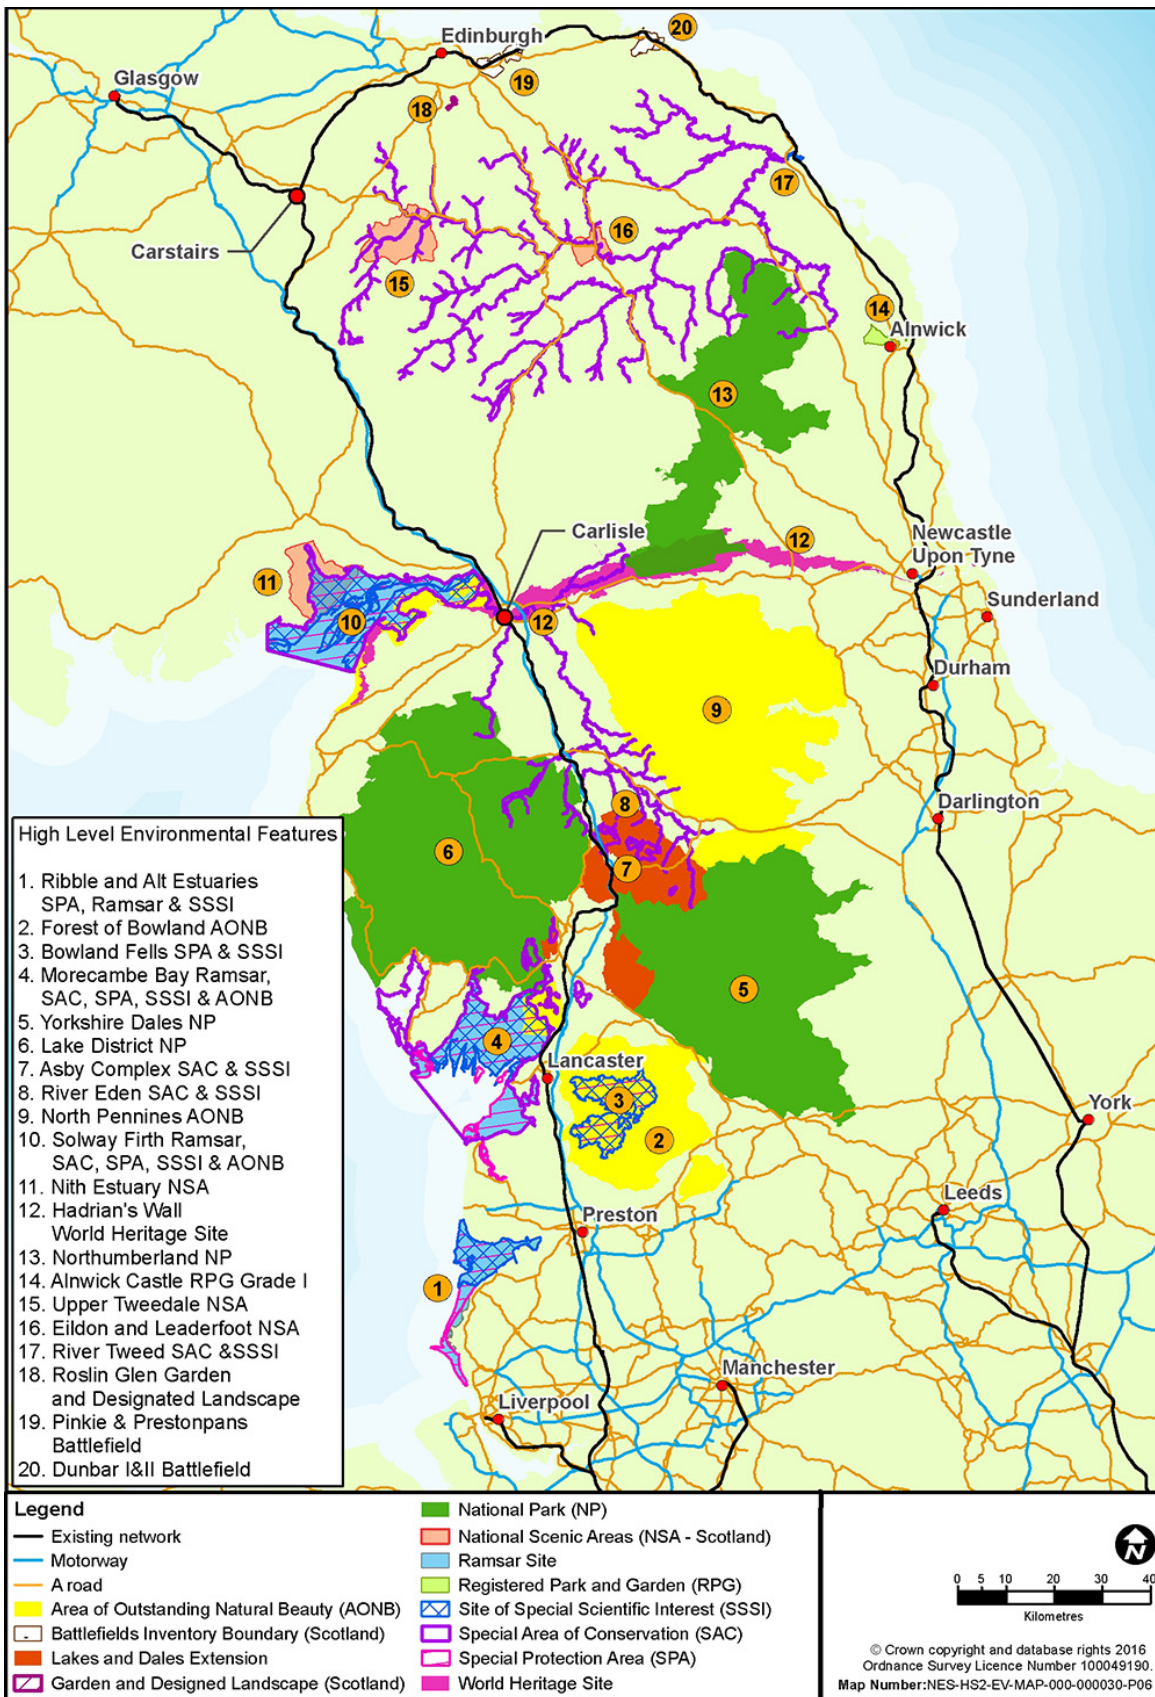 20
Edinburgh
19
Glasgow
18
17
16
Carstairs
15
14
Alnwick
13
Carlisle
12
Newcastle
Upon Tyne
11
Sunderland
10
12
Durham
9
Darlington
8
6
7
5
4
Lancaster
3
York
2
Leeds
Preston
1
Manchester
Liverpool
High Level Environmental Features
1. Ribble and Alt Estuaries
SPA, Ramsar & SSSI
2. Forest of Bowland AONB
3. Bowland Fells SPA & SSSI
4. Morecambe Bay Ramsar,
SAC, SPA, SSSI & AONB
5. Yorkshire Dales NP
6. Lake District NP
7. Asby Complex SAC & SSSI
8. River Eden SAC & SSSI
9. North Pennines AONB
10. Solway Firth Ramsar,
SAC, SPA, SSSI & AONB
11. Nith Estuary NSA
12. Hadrian's Wall
World Heritage Site
13. Northumberland NP
14. Alnwick Castle RPG Grade I
15. Upper Tweedale NSA
16. Eildon and Leaderfoot NSA
17. River Tweed SAC &SSSI
18. Roslin Glen Garden
and Designated Landscape
19. Pinkie & Prestonpans
Battlefield
20. Dunbar I&II Battlefield
Legend
Existing network
Motorway
A road
Area of Outstanding Natural Beauty (AONB)
Battlefields Inventory Boundary (Scotland)
Lakes and Dales Extension
Garden and Designed Landscape (Scotland)
National Park (NP)
National Scenic Areas (NSA - Scotland)
Ramsar Site
Registered Park and Garden (RPG)
Site of Special Scientific Interest (SSSI)
Special Area of Conservation (SAC)
Special Protection Area (SPA)
World Heritage Site
N
0 5 10 20 30 40
Kilometres
© Crown copyright and database rights 2016
Ordnance Survey Licence Number 100049190.
Map Number:NES-HS2-EV-MAP-000-000030-P06